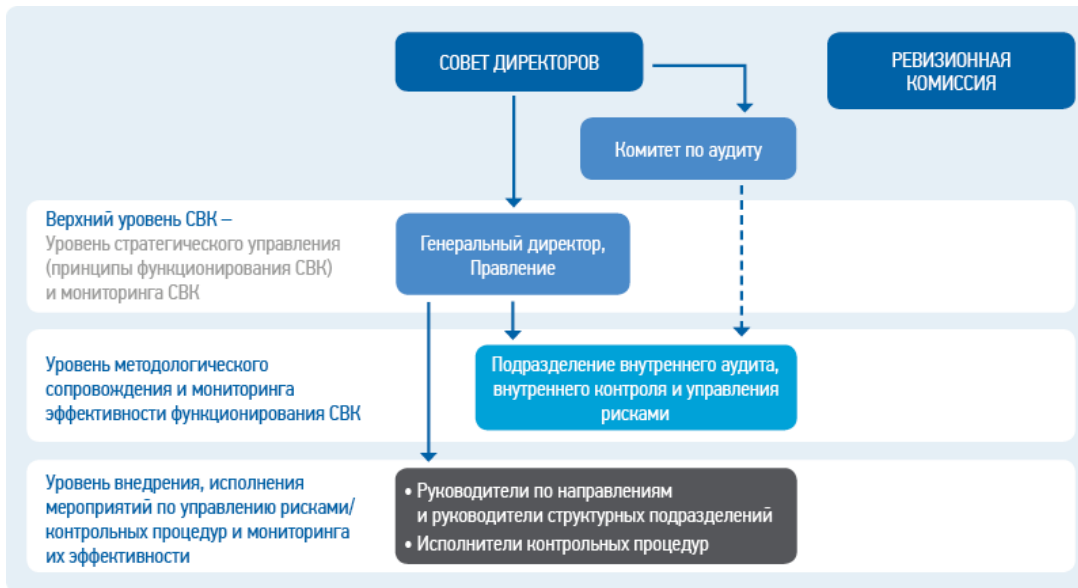 СОВЕТ ДИРЕКТОРОВ
РЕВИЗИОННАЯ
КОМИССИЯ
Комитет по аудиту
Верхний уровень СВК –
Уровень стратегического управления
(принципы функционирования СВК)
и мониторинга СВК
Генеральный директор,
Правление
Уровень методологического
сопровождения и мониторинга
эффективности функционирования СВК
Подразделение внутреннего аудита,
внутреннего контроля и управления
рисками
Уровень внедрения, исполнения
мероприятий по управлению рисками/
контрольных процедур и мониторинга
их эффективности
• Руководители по направлениям
и руководители структурных подразделений
• Исполнители контрольных процедур